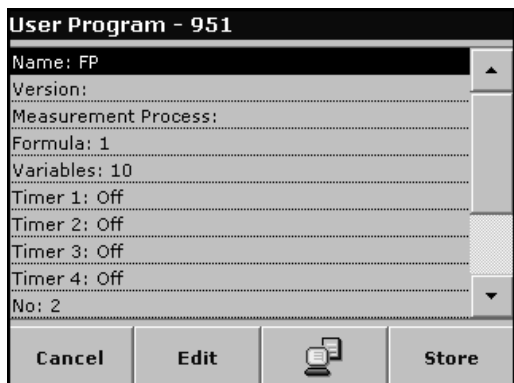 User Program - 951
Name: FP
Version:
Measurement Process:
Formula: 1
Variables: 10
Timer 1: Off
Timer 2: Off
Timer 3: Off
Timer 4: Off
No: 2
Cancel Edit Store